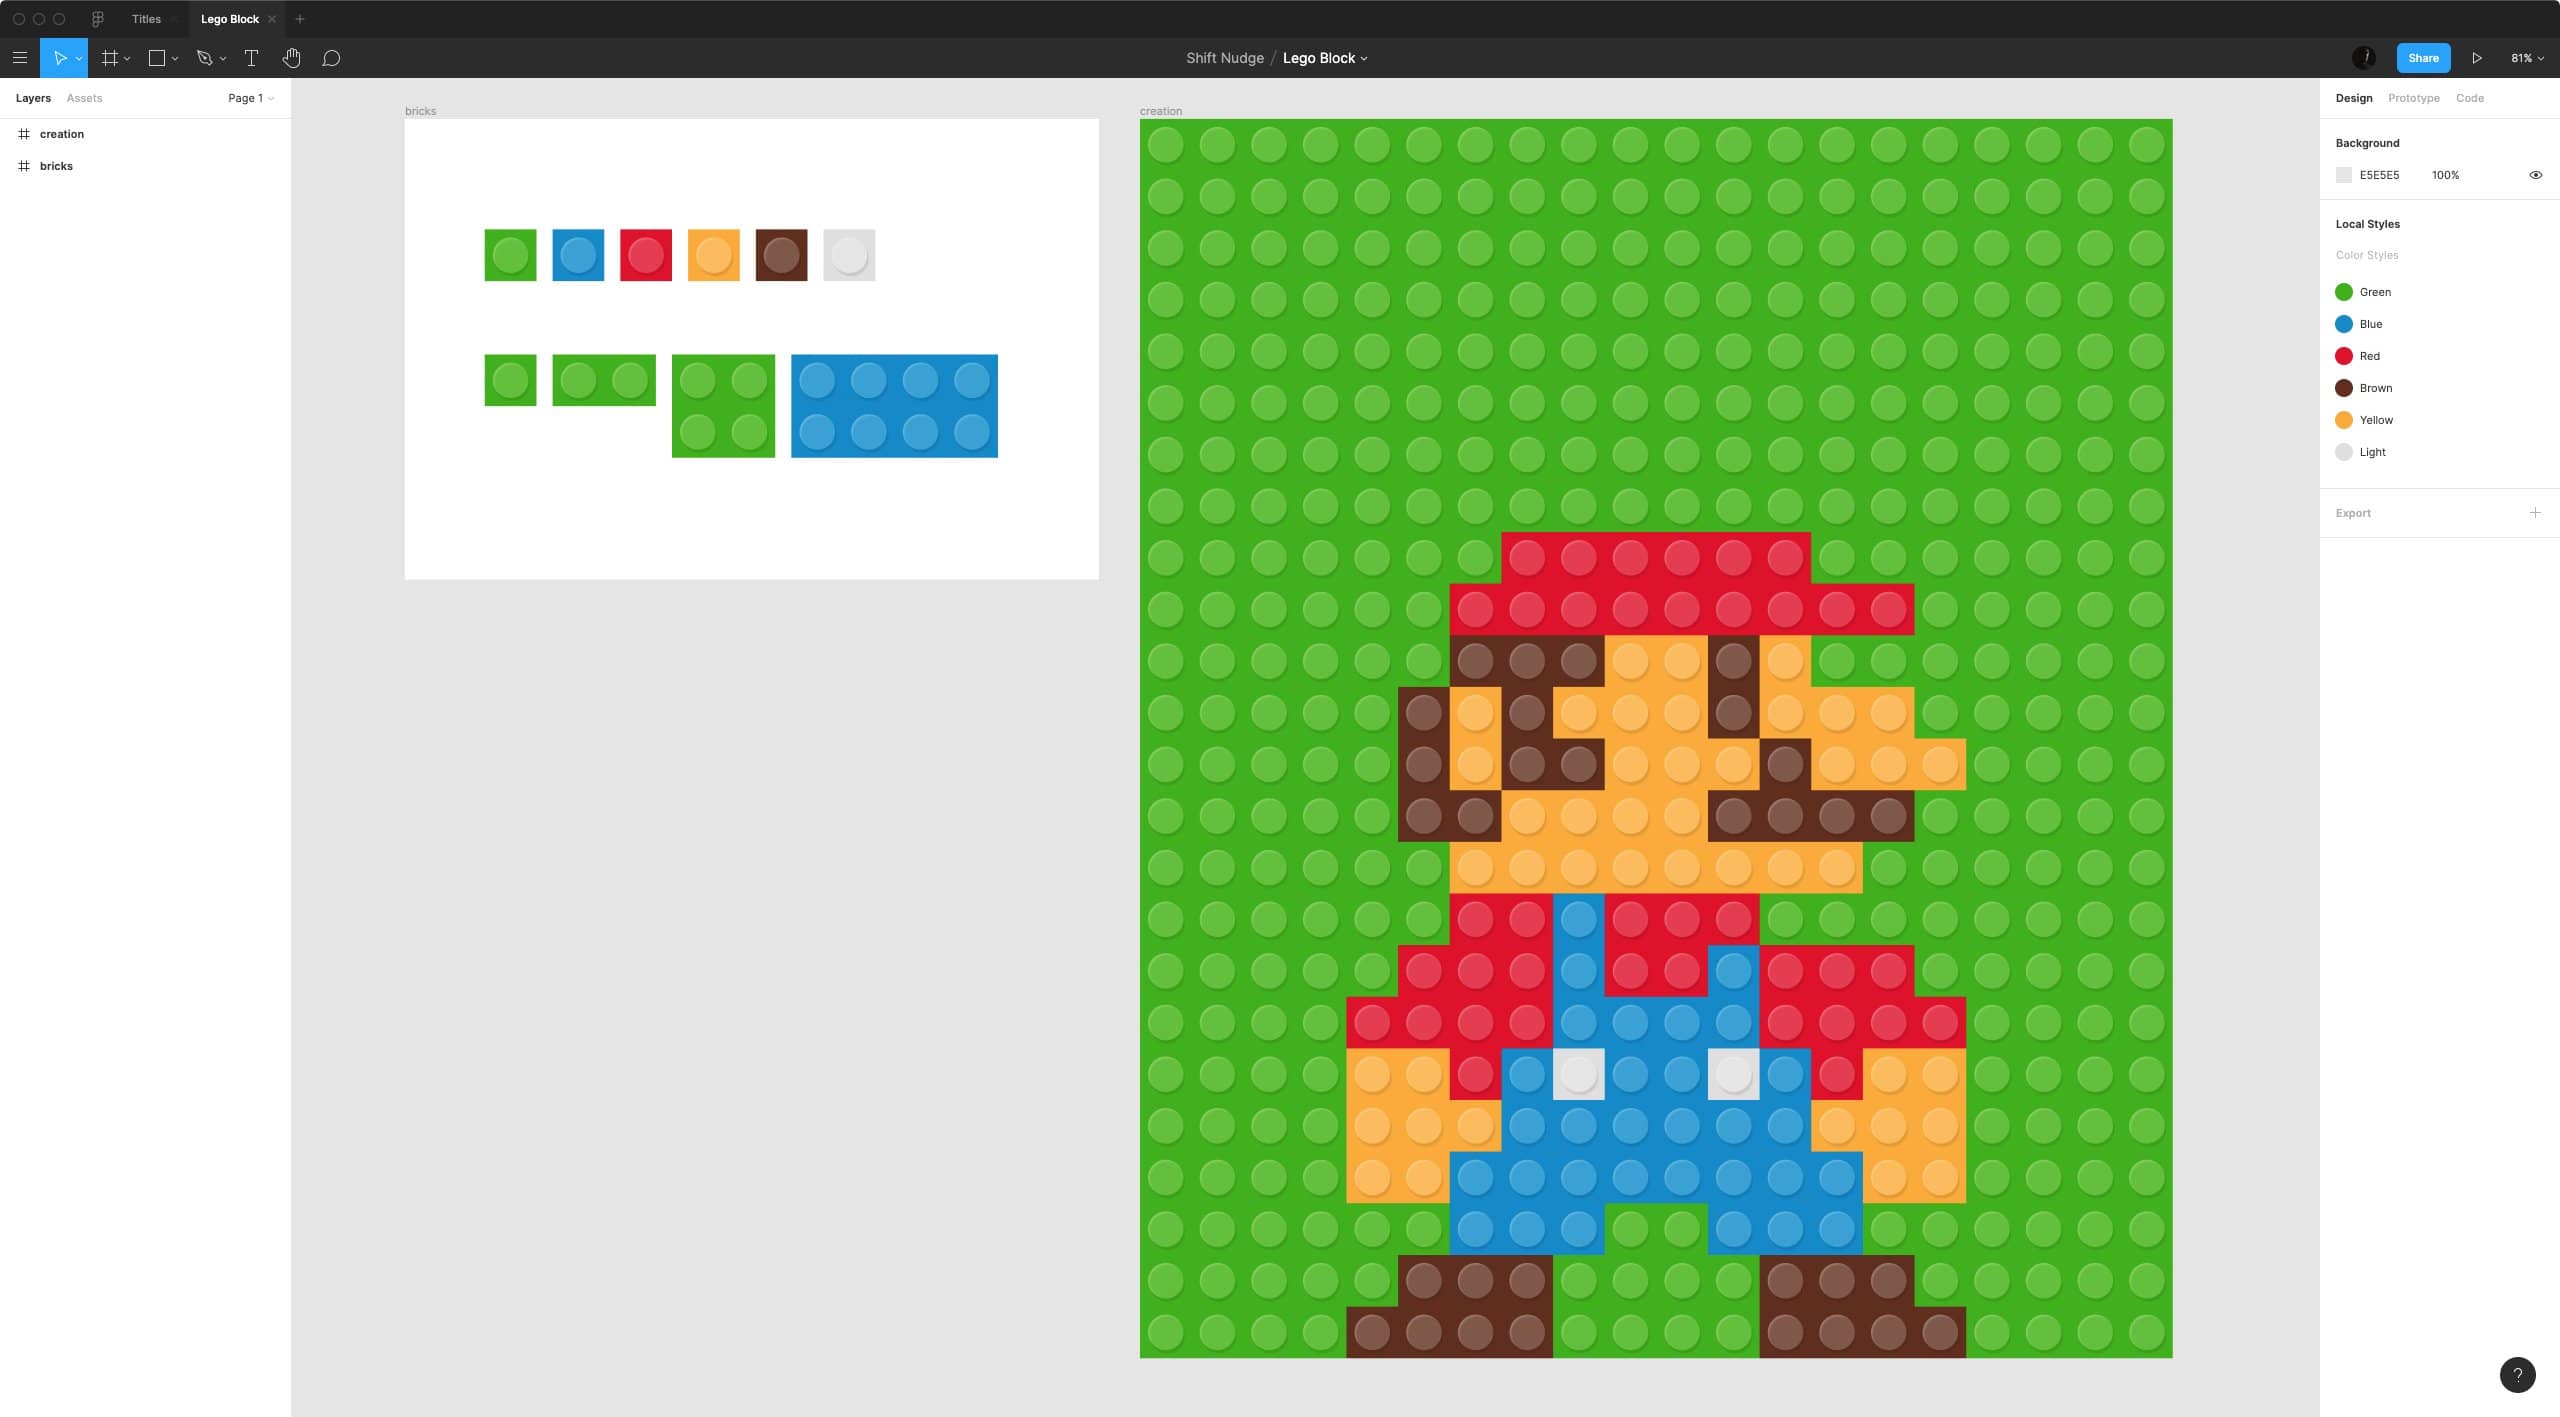 Titles
Lego Block
Shift Nudge / Lego Block
Share
81%
Layers
Assets
Page 1
creation
bricks
bricks
creation
Design
Prototype
Code
Background
E5E5E5
100%
Local Styles
Color Styles
Green
Blue
Red
Brown
Yellow
Light
Export
?